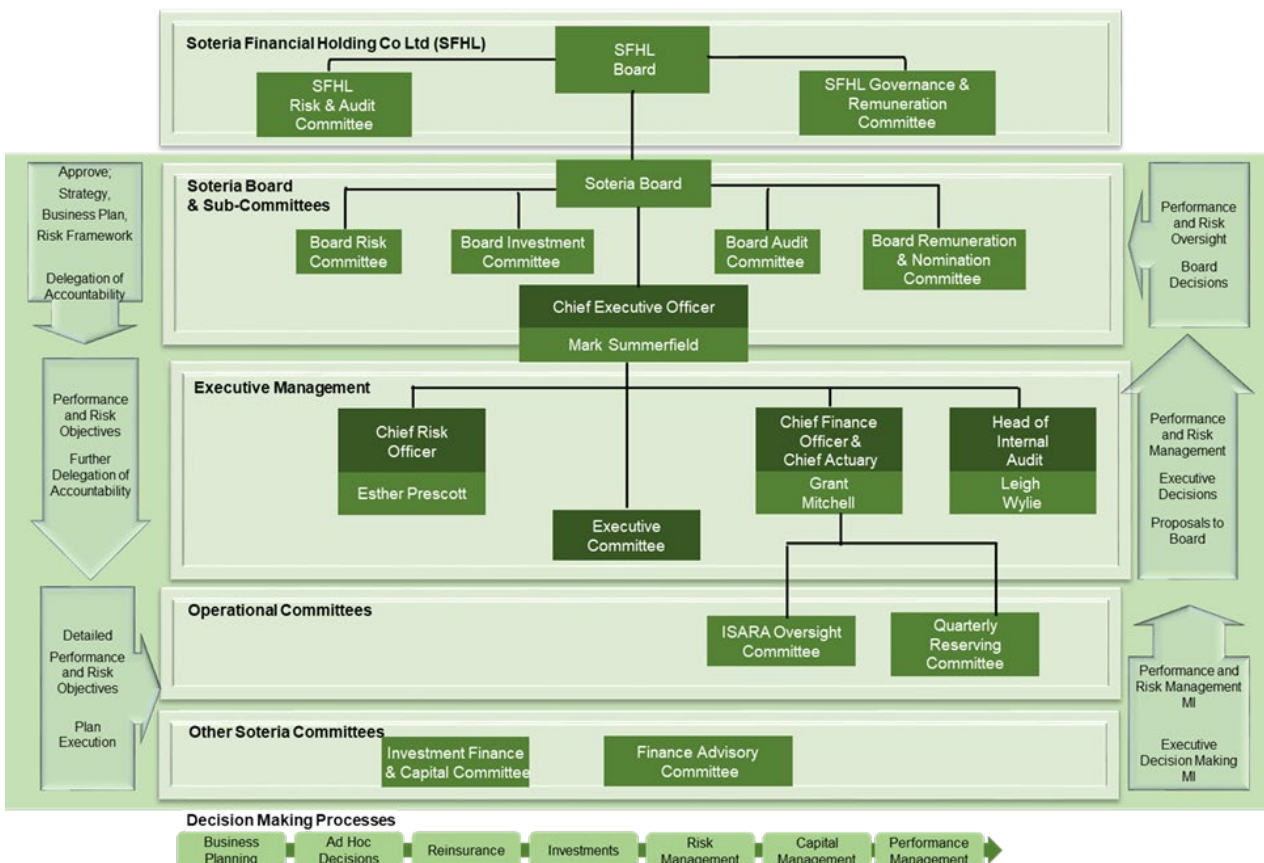 Soteria Financial Holding Co Ltd (SFHL)
SFHL
Board
SFHL
Risk & Audit
Committee
SFHL Governance &
Remuneration
Committee
Approve;
Strategy,
Business Plan,
Risk Framework
Delegation of
Accountability
Soteria Board
& Sub-Committees
Soteria Board
Board Risk
Committee
Board Investment
Committee
Board Audit
Committee
Board Remuneration
& Nomination
Committee
Performance
and Risk
Oversight
Board
Decisions
Chief Executive Officer
Mark Summerfield
Performance
and Risk
Objectives
Further
Delegation of
Accountability
Executive Management
Chief Risk
Officer
Esther Prescott
Executive
Committee
Chief Finance
Officer &
Chief Actuary
Grant
Mitchell
Head of
Internal
Audit
Leigh
Wylie
Performance
and Risk
Management
Executive
Decisions
Proposals to
Board
Detailed
Performance
and Risk
Objectives
Plan
Execution
Operational Committees
ISARA Oversight
Committee
Quarterly
Reserving
Committee
Performance and
Risk Management
MI
Executive
Decision Making
MI
Other Soteria Committees
Investment Finance
& Capital Committee
Finance Advisory
Committee
Decision Making Processes
Business
Planning
Ad Hoc
Decisions
Reinsurance
Investments
Risk
Management
Capital
Management
Performance
Management